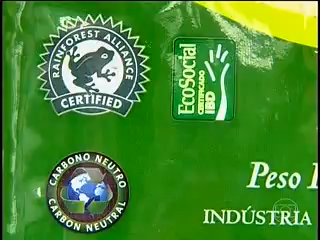 RAINFOREST ALLIANCE
CERTIFIED
EcoSocial
CERTIFICADO
IBD
CARBONO NEUTRO
CARBON NEUTRAL
Peso
INDÚSTRIA